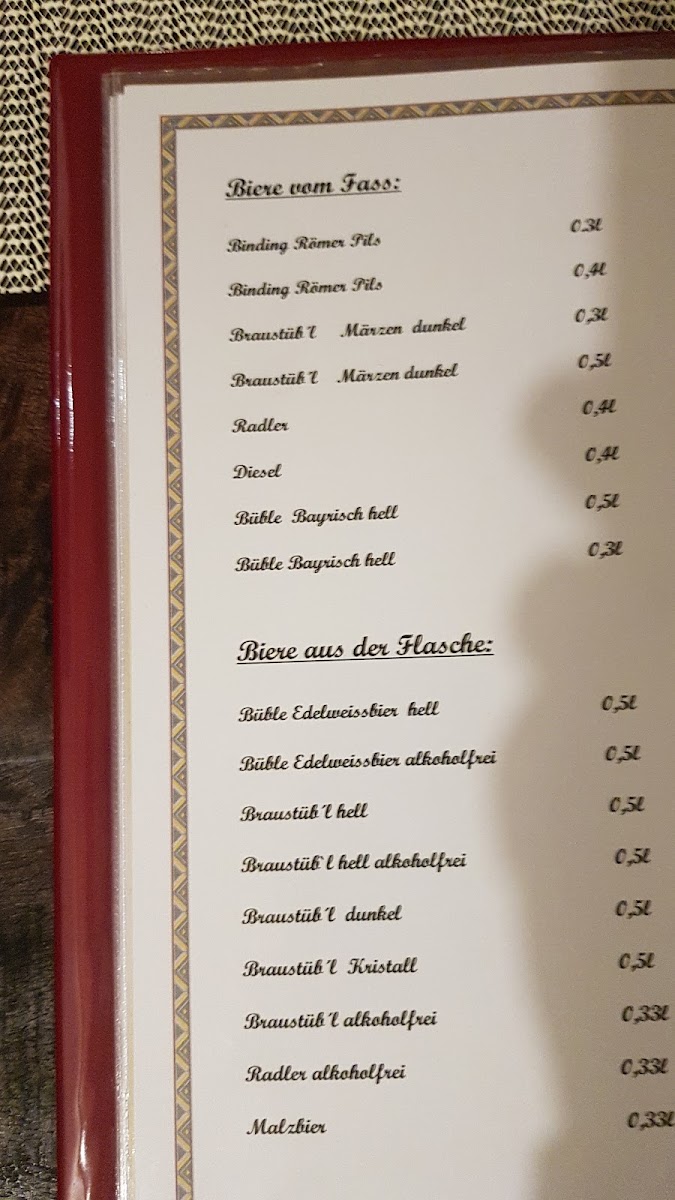 Biere vom Fass:
Binding Römer Pils 0.3l
Binding Römer Pils 0,4l
Braustüb´l Märzen dunkel 0,3l
Braustüb´l Märzen dunkel 0,5l
Radler 0,4l
Diesel 0,4l
Büble Bayrisch hell 0,5l
Büble Bayrisch hell 0,3l
Biere aus der Flasche:
Büble Edelweissbier hell 0,5l
Büble Edelweissbier alkoholfrei 0,5l
Braustüb´l hell 0,5l
Braustüb`l hell alkoholfrei 0,5l
Braustüb´l dunkel 0,5l
Braustüb´l Kristall 0,5l
Braustüb´l alkoholfrei 0,33l
Radler alkoholfrei 0,33l
Malzbier 0,33l